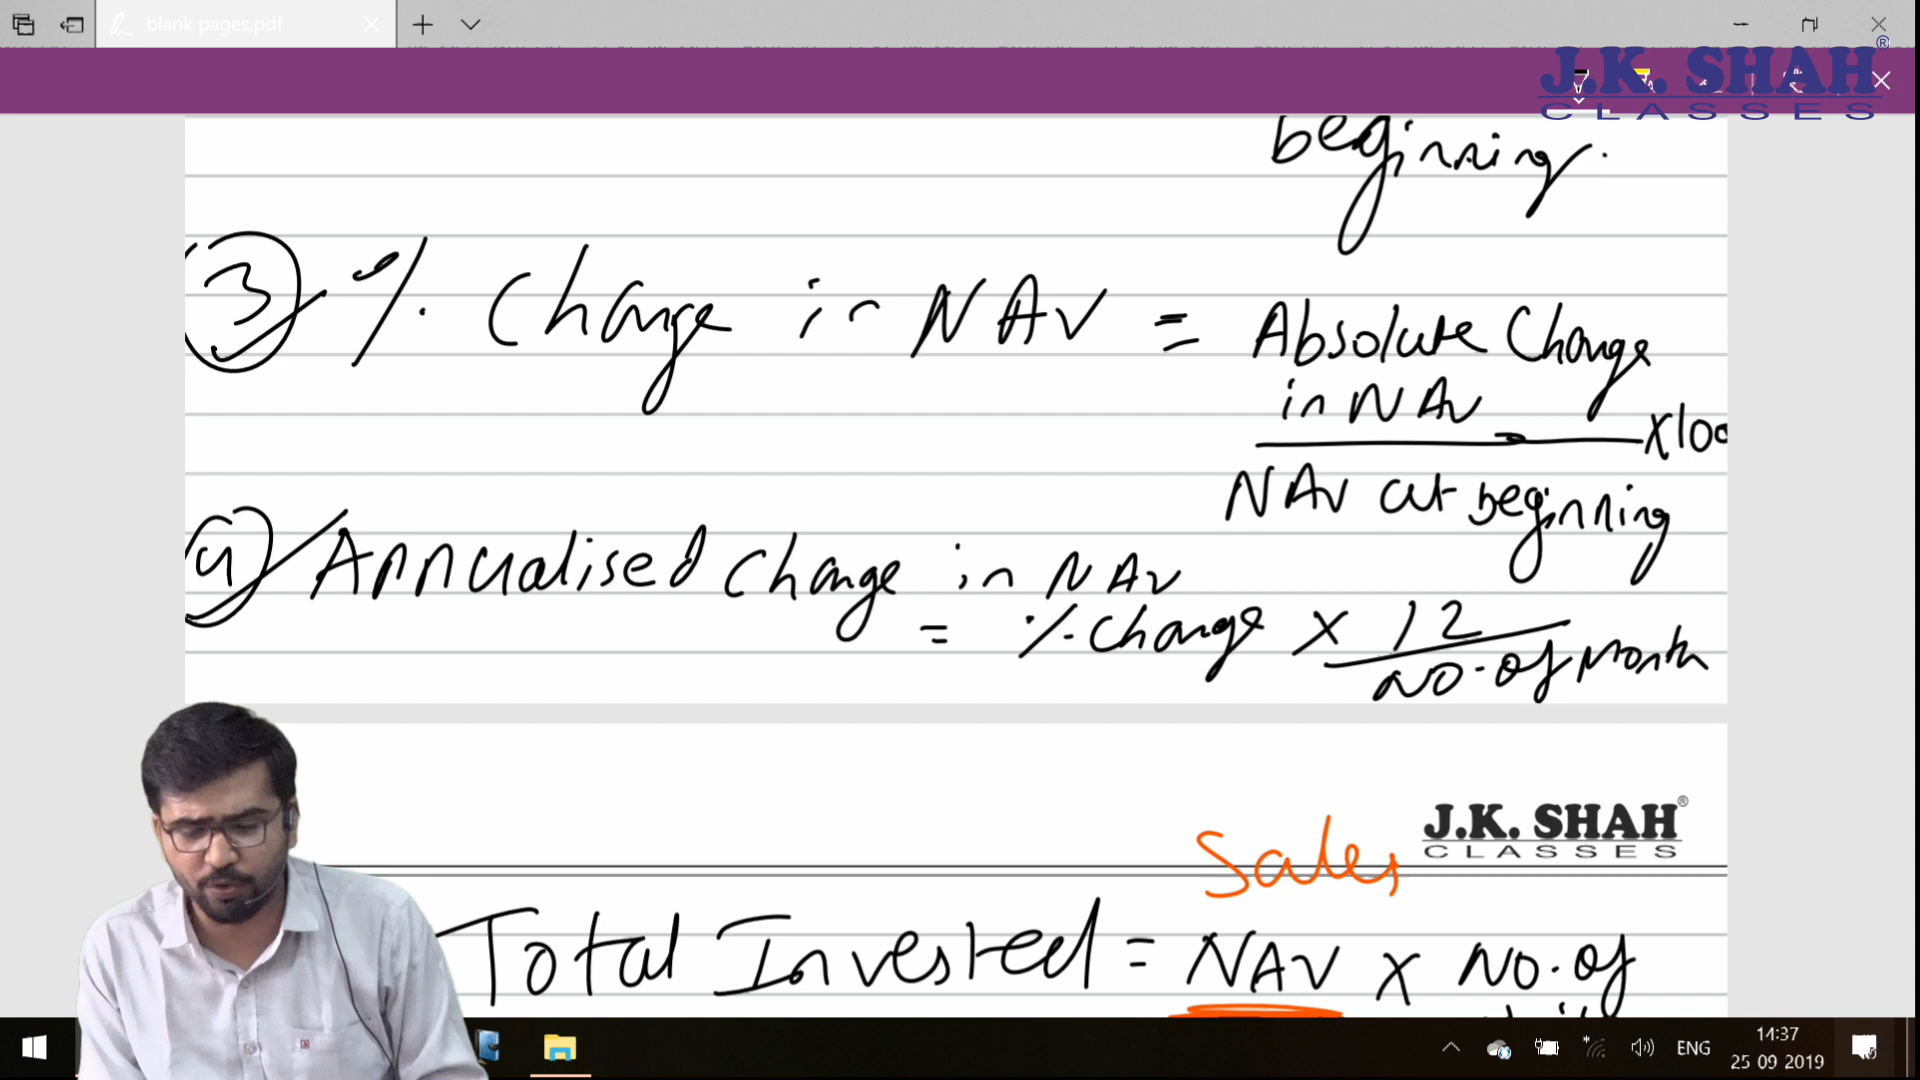 blank pages.pdf
J.K. SHAH®
CLASSES
beginning.
③ % Change in NAV = Absolute Change
in NAV
x100
NAV at beginning
④ Annualised Change in NAV
= % Change x 12
No. of Month
J.K. SHAH®
CLASSES
Sales
Total Invested = NAV x No. of
ENG
14:37
25 09 2019